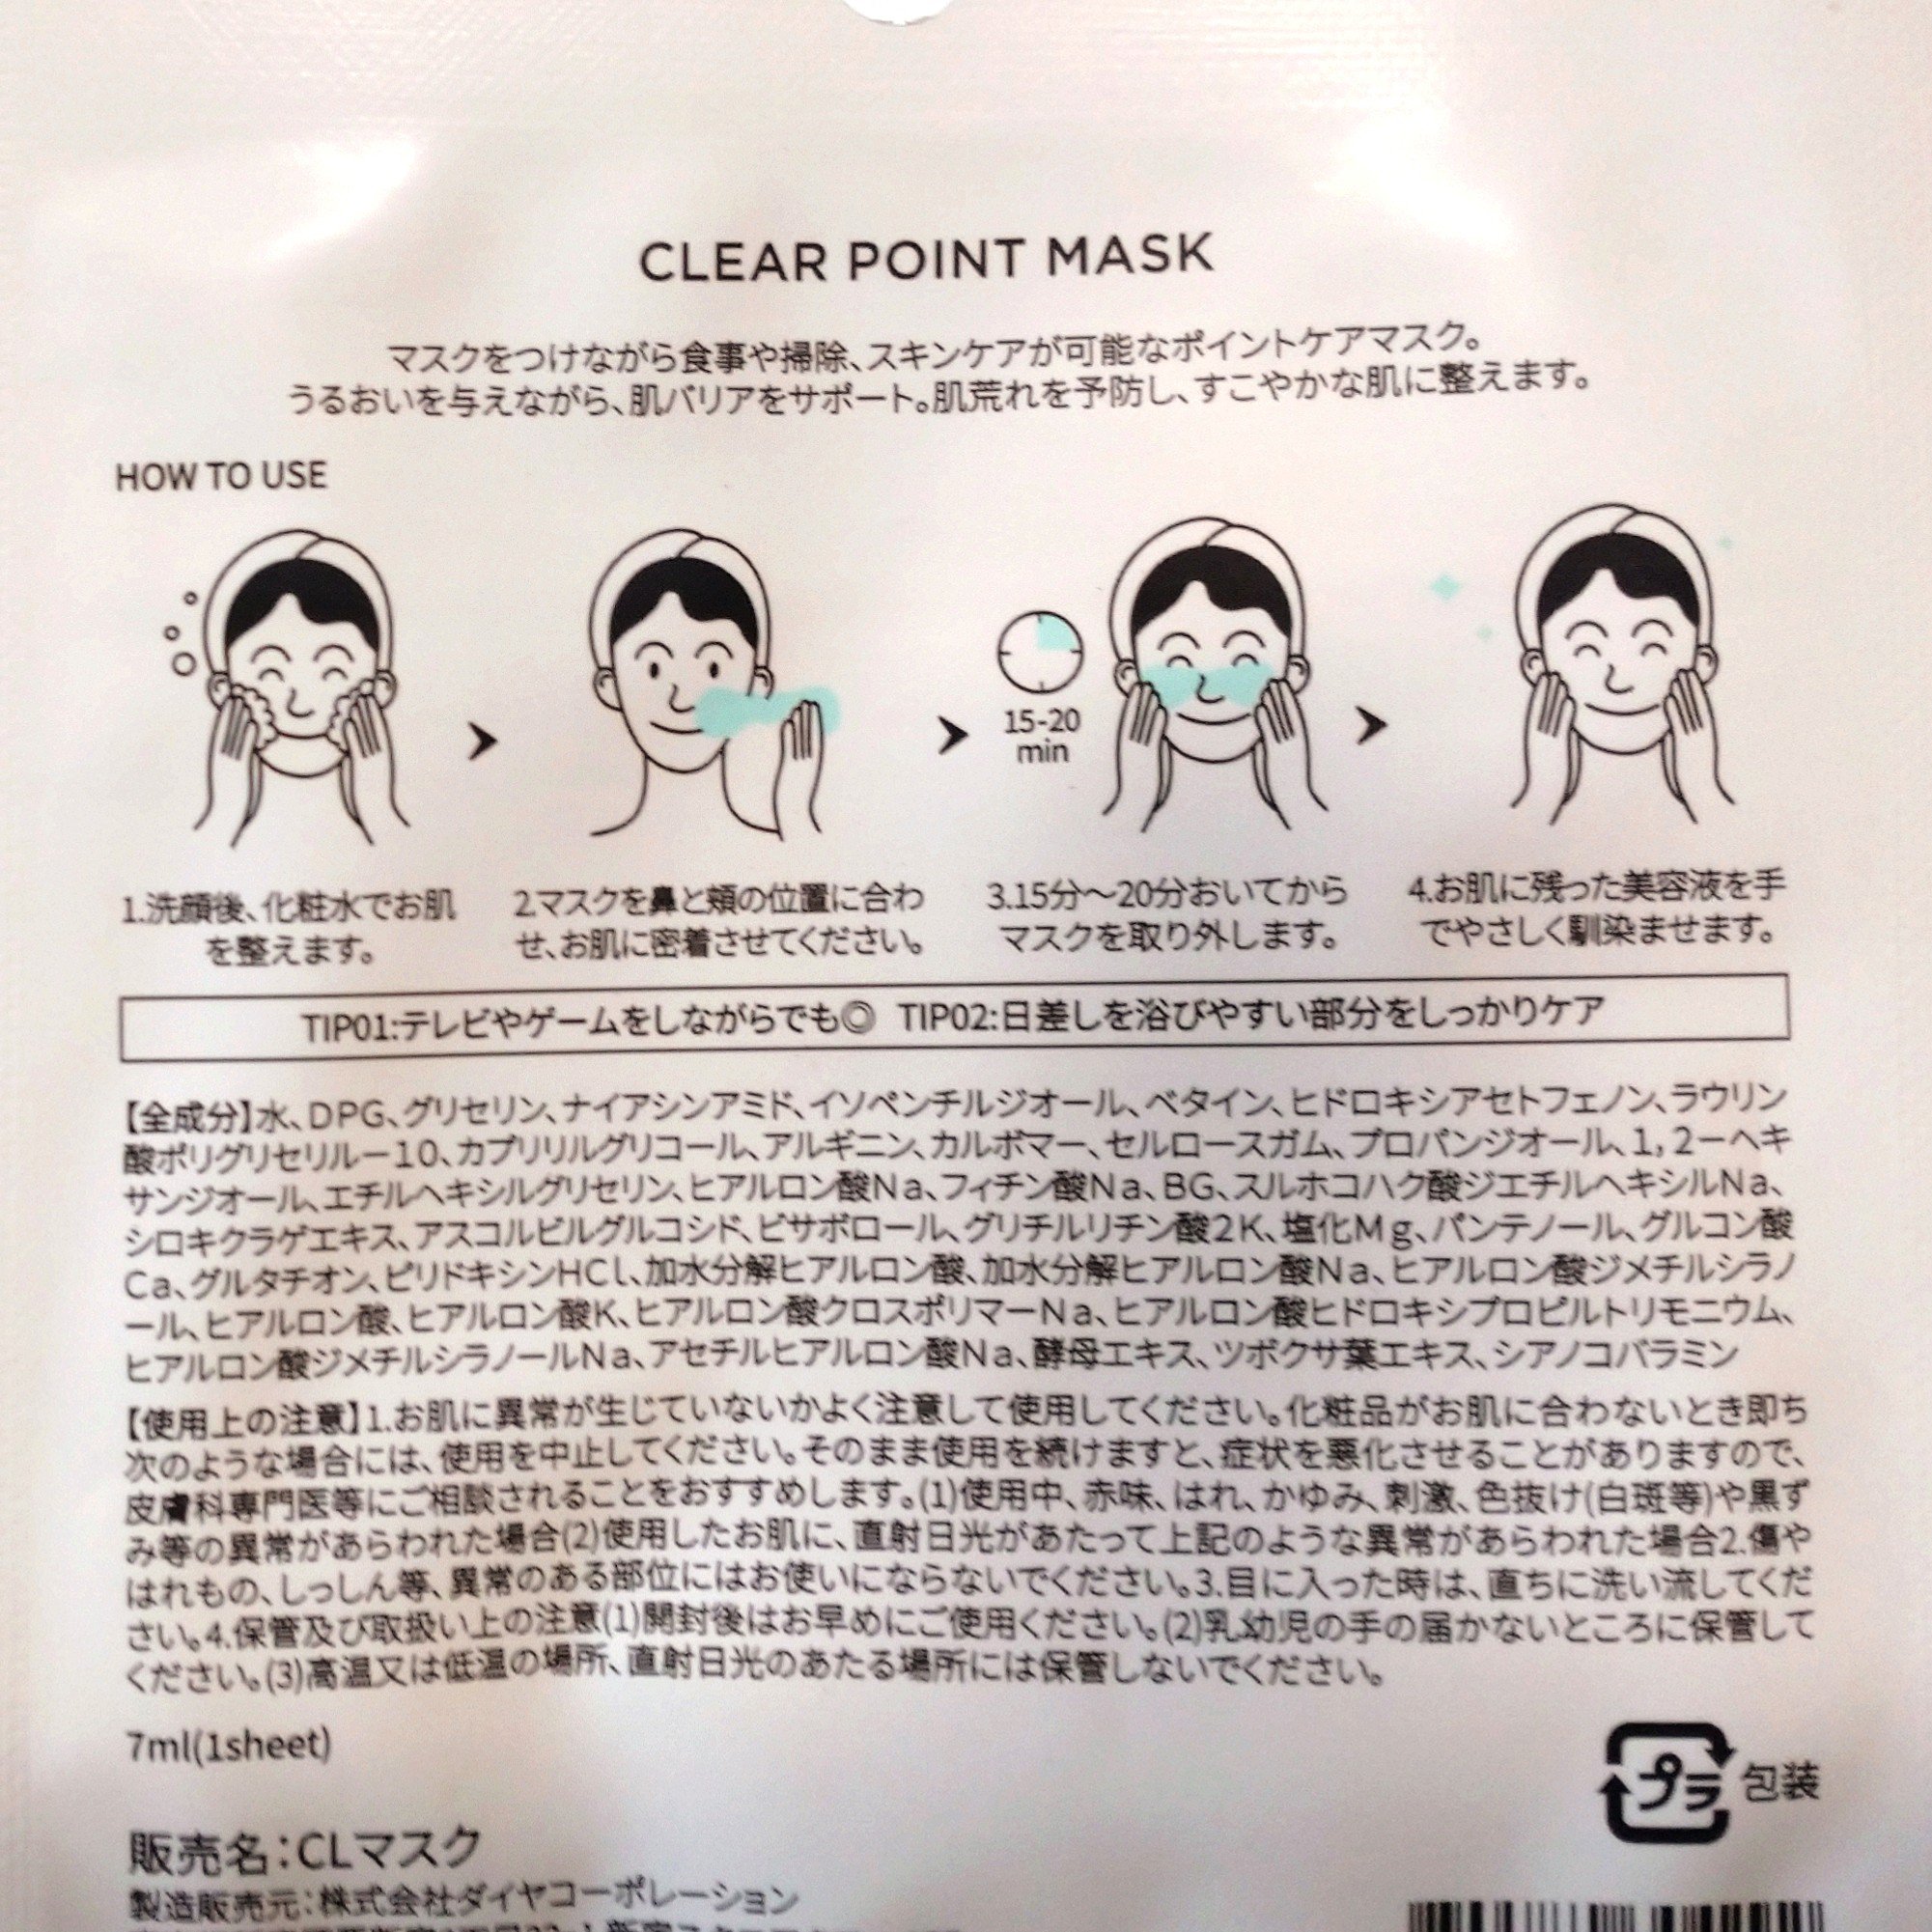 CLEAR POINT MASK
マスクをつけながら食事や掃除、スキンケアが可能なポイントケアマスク。
うるおいを与えながら、肌バリアをサポート。肌荒れを予防し、すこやかな肌に整えます。
HOW TO USE
15-20
min
1.洗顔後、化粧水でお肌
を整えます。
2.マスクを鼻と頬の位置に合わ
せ、お肌に密着させてください。
3.15分〜20分おいてから
マスクを取り外します。
4.お肌に残った美容液を手
でやさしく馴染ませます。
TIP01:テレビやゲームをしながらでも◎ TIP02:日差しを浴びやすい部分をしっかりケア
【全成分】水、DPG、グリセリン、ナイアシンアミド、イソペンチルジオール、ベタイン、ヒドロキシアセトフェノン、ラウリン
酸ポリグリセリル－10、カプリリルグリコール、アルギニン、カルボマー、セルロースガム、プロパンジオール、1,2－ヘキ
サンジオール、エチルヘキシルグリセリン、ヒアルロン酸Na、フィチン酸Na、BG、スルホコハク酸ジエチルヘキシルNa、
シロキクラゲエキス、アスコルビルグルコシド、ビサボロール、グリチルリチン酸2K、塩化Mg、パンテノール、グルコン酸
Ca、グルタチオン、ピリドキシンHCl、加水分解ヒアルロン酸、加水分解ヒアルロン酸Na、ヒアルロン酸ジメチルシラノ
ール、ヒアルロン酸、ヒアルロン酸K、ヒアルロン酸クロスポリマーNa、ヒアルロン酸ヒドロキシプロピルトリモニウム、
ヒアルロン酸ジメチルシラノールNa、アセチルヒアルロン酸Na、酵母エキス、ツボクサ葉エキス、シアノコバラミン
【使用上の注意】1.お肌に異常が生じていないかよく注意して使用してください。化粧品がお肌に合わないとき即ち
次のような場合には、使用を中止してください。そのまま使用を続けますと、症状を悪化させることがありますので、
皮膚科専門医等にご相談されることをおすすめします。(1)使用中、赤味、はれ、かゆみ、刺激、色抜け(白斑等)や黒ず
み等の異常があらわれた場合(2)使用したお肌に、直射日光があたって上記のような異常があらわれた場合2.傷や
はれもの、しっしん等、異常のある部位にはお使いにならないでください。3.目に入った時は、直ちに洗い流してくだ
さい。4.保管及び取扱い上の注意(1)開封後はお早めにご使用ください。(2)乳幼児の手の届かないところに保管して
ください。(3)高温又は低温の場所、直射日光のあたる場所には保管しないでください。
7ml(1sheet)
プラ 包装
販売名：CLマスク
製造販売元：株式会社ダイヤコーポレーション